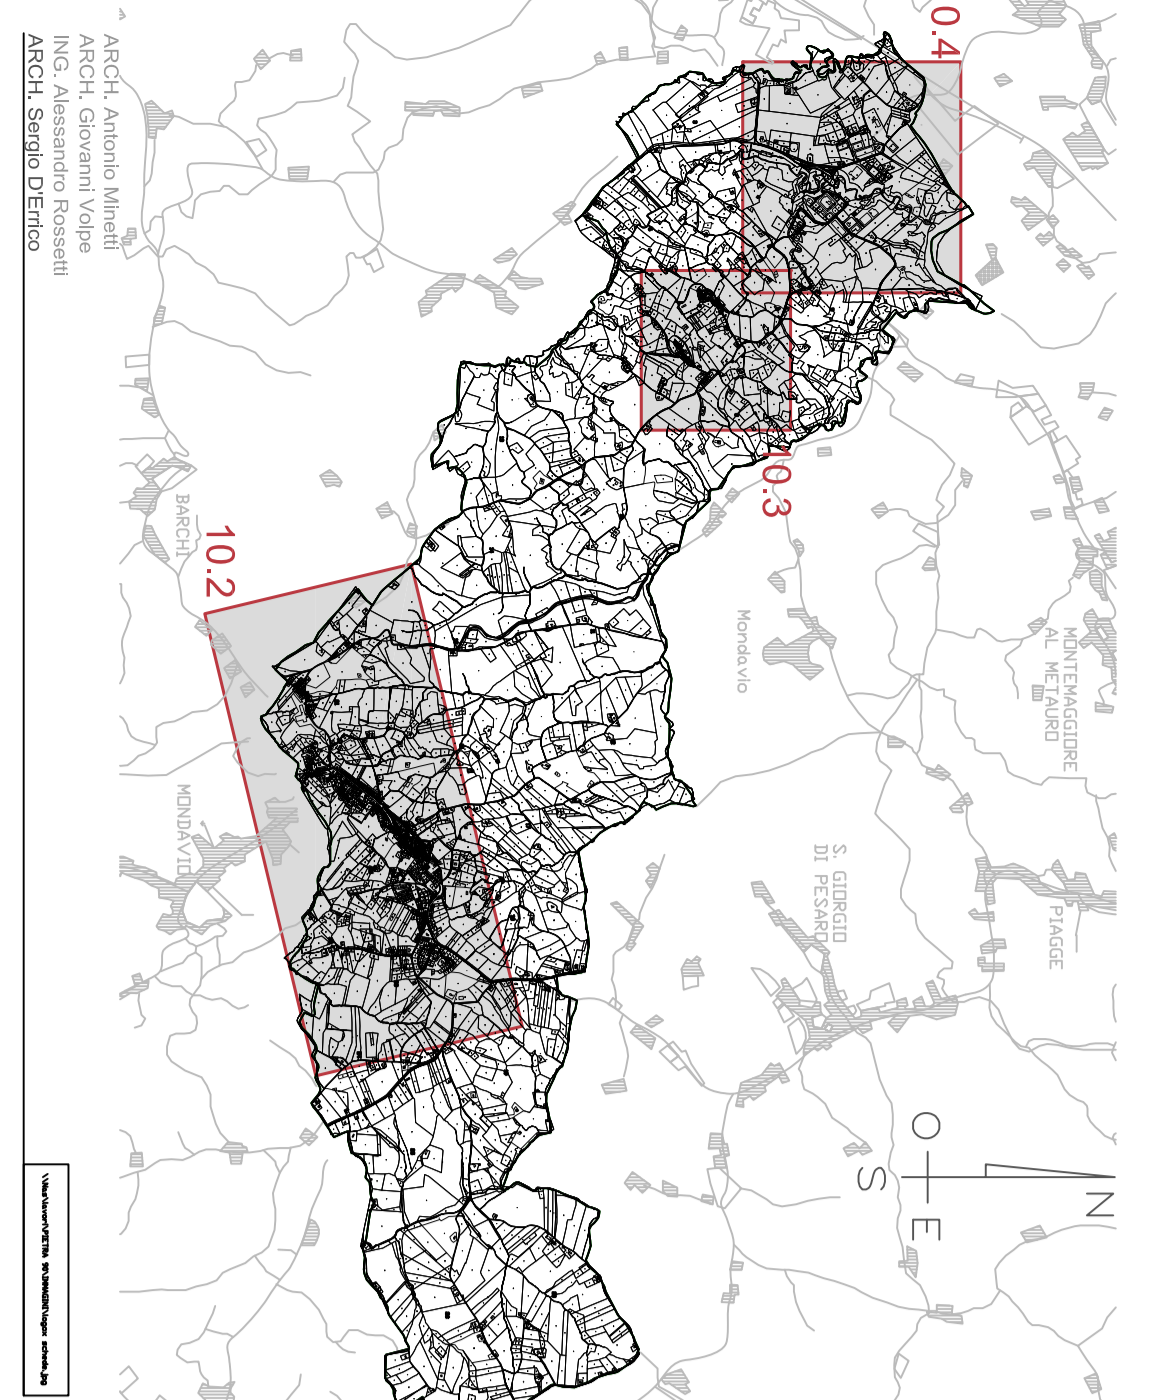 ARCH. Antonio Minetti
ARCH. Giovanni Volpe
ING. Alessandro Rossetti
ARCH. Sergio D'Errico
0.4
10.3
10.2
BARCHI
MONDAVIO
Mondavio
MONTEMAGGIORE
AL METAURO
S. GIORGIO
DI PESARO
PIAGGE
N
O
E
S